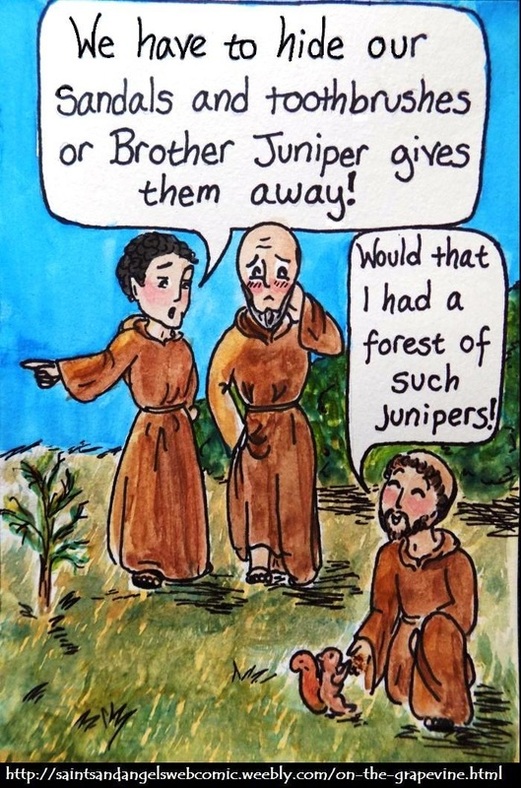 We have to hide our
Sandals and toothbrushes
or Brother Juniper gives
them away!
Would that
I had a
forest of
such
Junipers!
http://saintsandangelswebcomic.weebly.com/on-the-grapevine.html